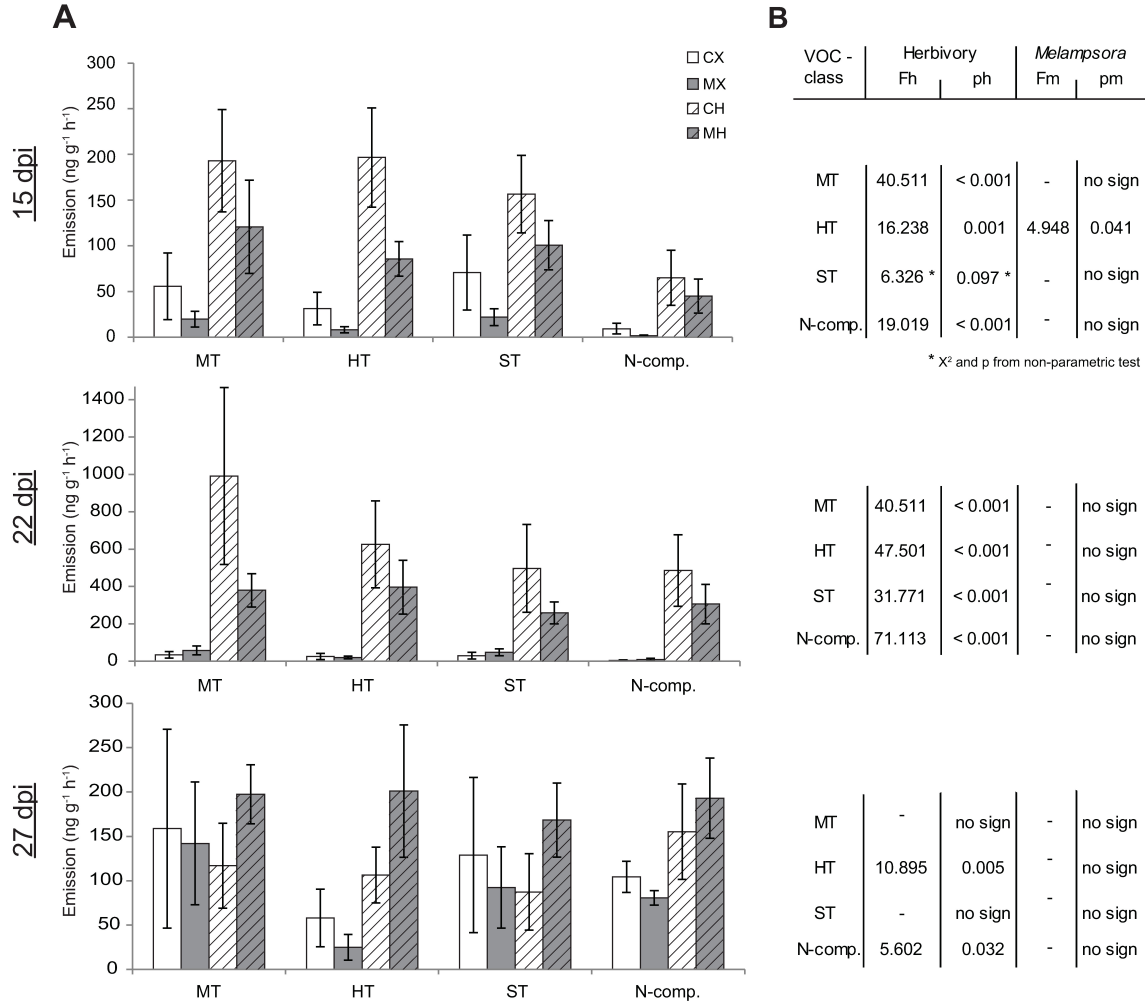 A
B
300
250
200
150
100
50
0
Emission (ng g-1 h-1)
15 dpi
CX
MX
CH
MH
MT HT ST N-comp.
VOC - class Herbivory Melampsora
Fh ph Fm pm
MT 40.511 < 0.001 - no sign
HT 16.238 0.001 4.948 0.041
ST 6.326 * 0.097 * - no sign
N-comp. 19.019 < 0.001 - no sign
* X2 and p from non-parametric test
1400
1200
1000
800
600
400
200
0
Emission (ng g-1 h-1)
22 dpi
MT HT ST N-comp.
MT 40.511 < 0.001 - no sign
HT 47.501 < 0.001 - no sign
ST 31.771 < 0.001 - no sign
N-comp. 71.113 < 0.001 - no sign
300
250
200
150
100
50
0
Emission (ng g-1 h-1)
27 dpi
MT HT ST N-comp.
MT - no sign - no sign
HT 10.895 0.005 - no sign
ST - no sign - no sign
N-comp. 5.602 0.032 - no sign